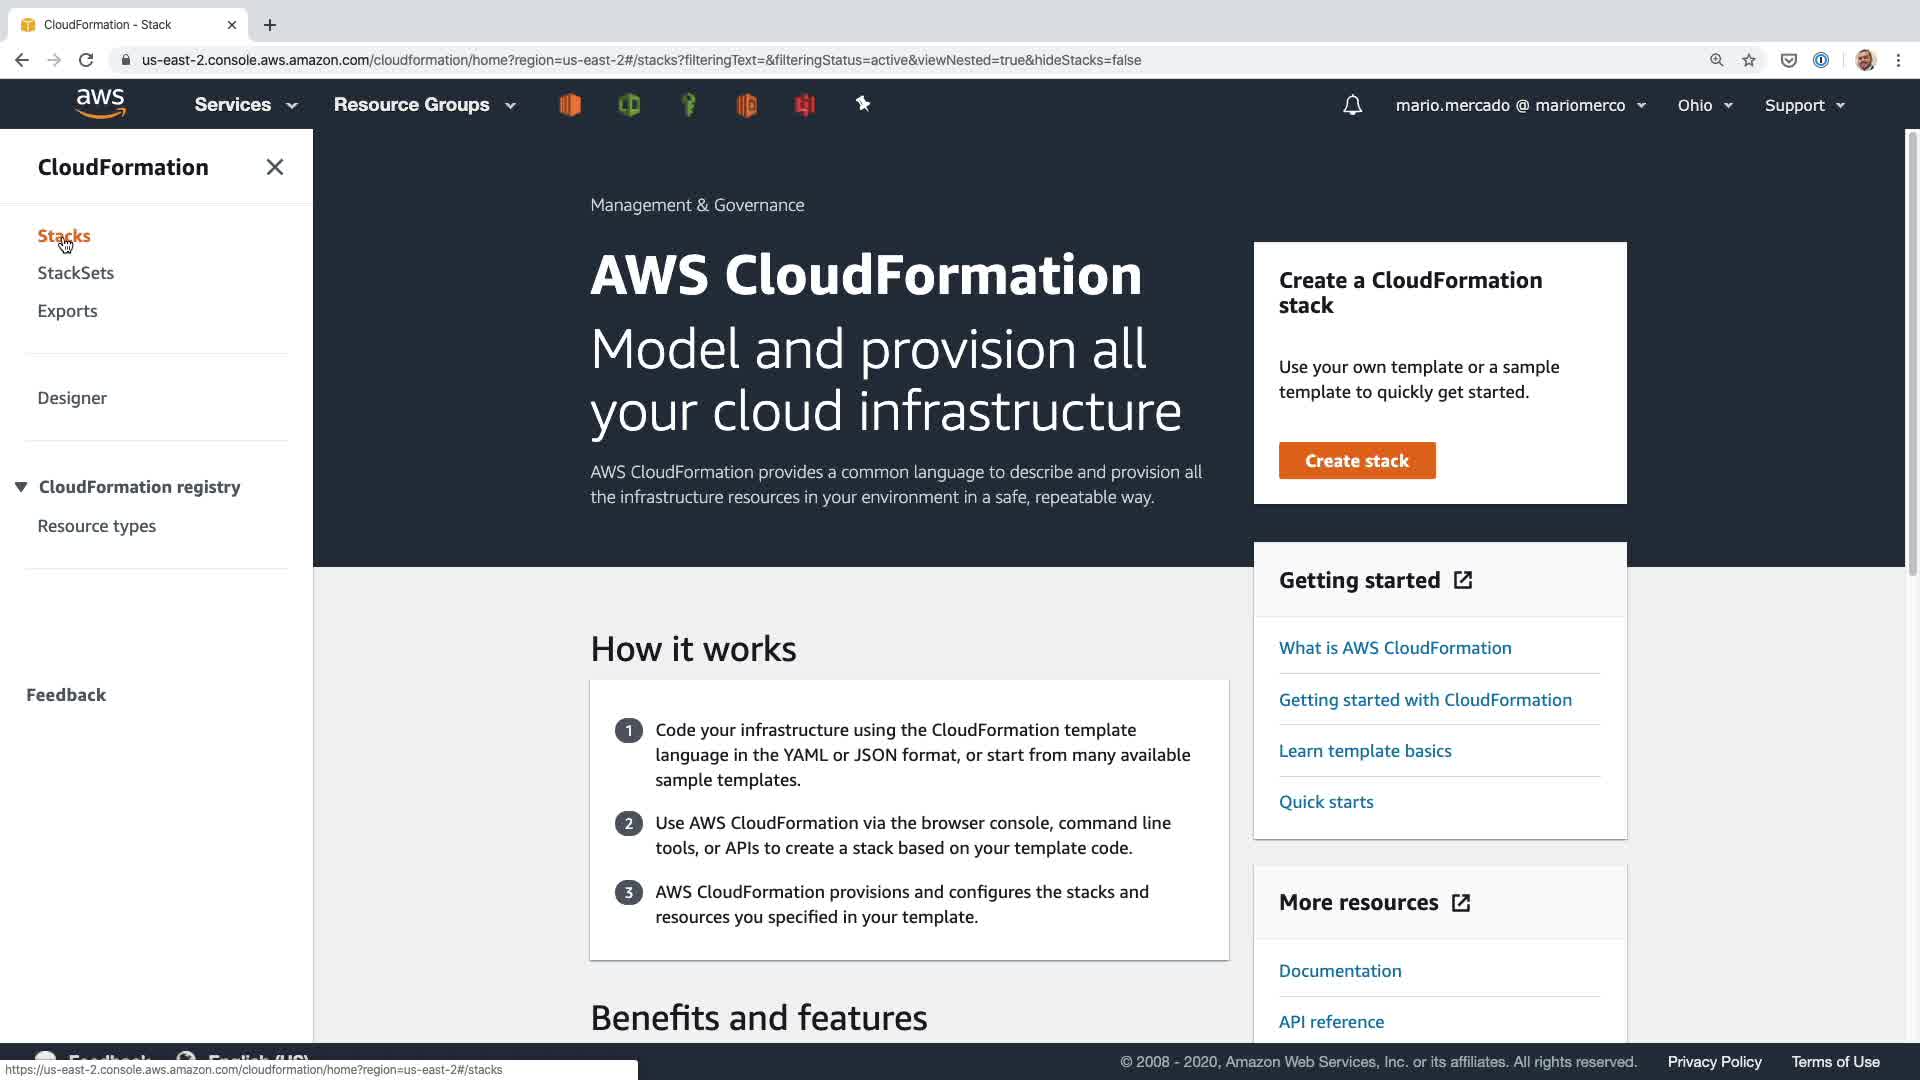 CloudFormation - Stack
us-east-2.console.aws.amazon.com/cloudformation/home?region=us-east-2#/stacks?filteringText=&filteringStatus=active&viewNested=true&hideStacks=false
aws
Services
Resource Groups
mario.mercado @ mariomerco
Ohio
Support
CloudFormation
Stacks
StackSets
Exports
Designer
CloudFormation registry
Resource types
Feedback
Management & Governance
AWS CloudFormation
Model and provision all
your cloud infrastructure
AWS CloudFormation provides a common language to describe and provision all
the infrastructure resources in your environment in a safe, repeatable way.
Create a CloudFormation
stack
Use your own template or a sample
template to quickly get started.
Create stack
How it works
1 Code your infrastructure using the CloudFormation template
language in the YAML or JSON format, or start from many available
sample templates.
2 Use AWS CloudFormation via the browser console, command line
tools, or APIs to create a stack based on your template code.
3 AWS CloudFormation provisions and configures the stacks and
resources you specified in your template.
Benefits and features
Getting started
What is AWS CloudFormation
Getting started with CloudFormation
Learn template basics
Quick starts
More resources
Documentation
API reference
Feedback
English (US)
© 2008 - 2020, Amazon Web Services, Inc. or its affiliates. All rights reserved.
Privacy Policy
Terms of Use
https://us-east-2.console.aws.amazon.com/cloudformation/home?region=us-east-2#/stacks